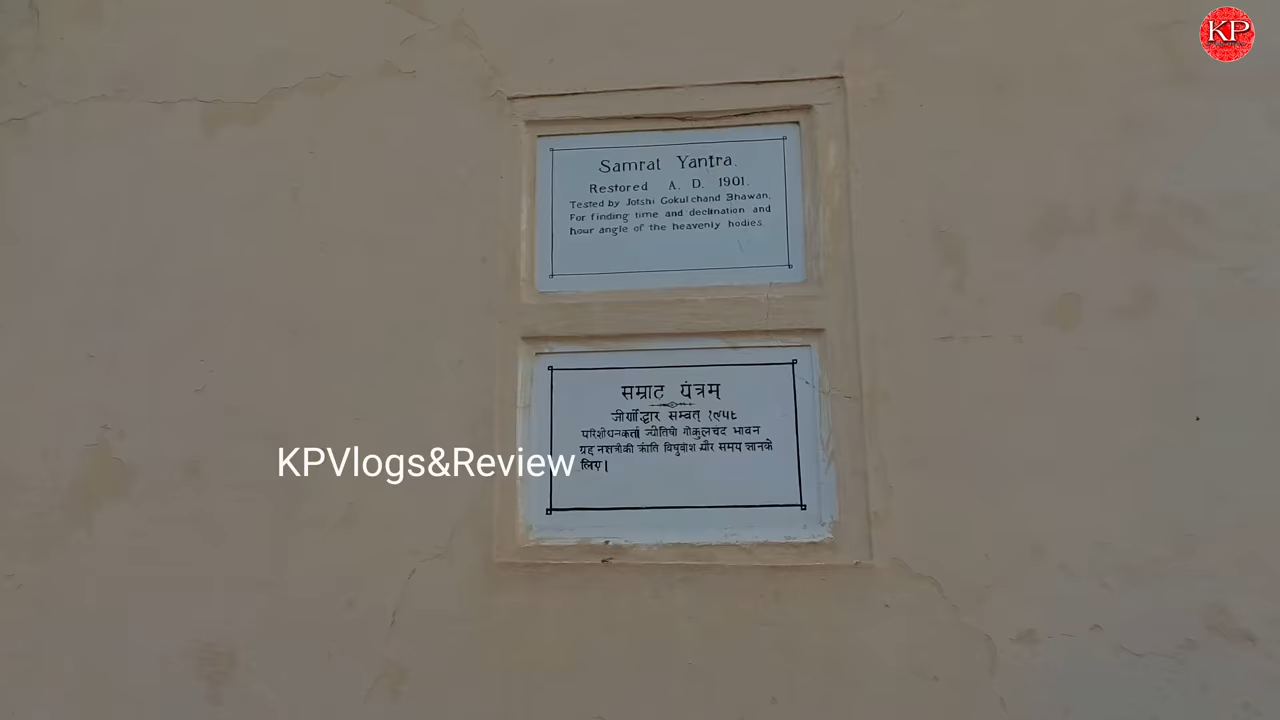 KP
Samrat Yantra.
Restored A. D. 1901.
Tested by Jotshi Gokulchand Bhawan,
For finding time and declination and
hour angle of the heavenly hodies
सम्राट यंत्रम्
जीर्णोद्धार सम्वत् १९५८
परिशोधनकर्ता ज्योतिषी गोकुलचंद भावन
ग्रह नक्षत्रोकी क्रांति विषुवांश और समय ज्ञानके
लिए।
KPVlogs&Review